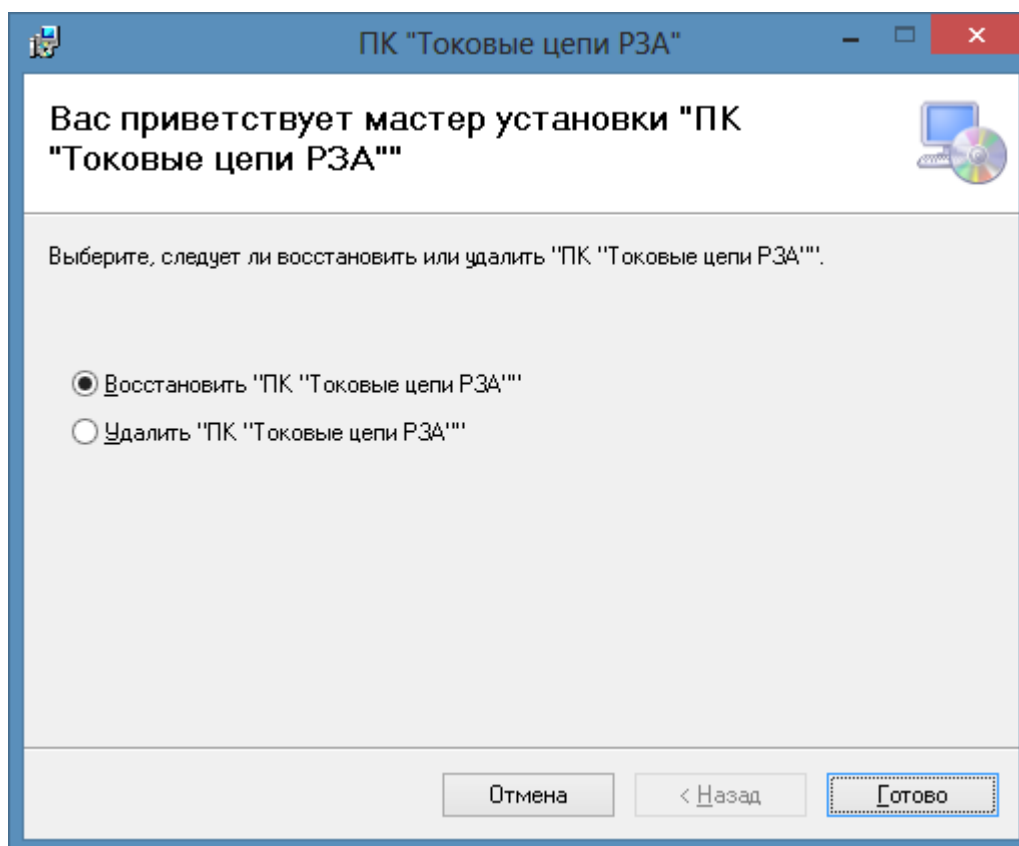 ПК "Токовые цепи РЗА"
Вас приветствует мастер установки "ПК
"Токовые цепи РЗА""
Выберите, следует ли восстановить или удалить "ПК "Токовые цепи РЗА"".
Восстановить "ПК "Токовые цепи РЗА""
Удалить "ПК "Токовые цепи РЗА""
Отмена
< Назад
Готово